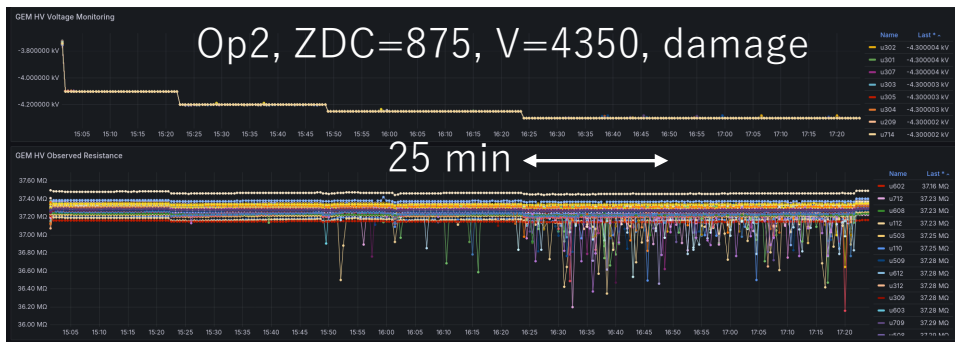 GEM HV Voltage Monitoring
Op2, ZDC=875, V=4350, damage
-3.800000 kV
-4.000000 kV
-4.200000 kV
15:05 15:10 15:15 15:20 15:25 15:30 15:35 15:40 15:45 15:50 15:55 16:00 16:05 16:10 16:15 16:20 16:25 16:30 16:35 16:40 16:45 16:50 16:55 17:00 17:05 17:10 17:15 17:20
Name Last *
u302 -4.300004 kV
u301 -4.300004 kV
u307 -4.300004 kV
u303 -4.300003 kV
u305 -4.300003 kV
u304 -4.300003 kV
u209 -4.300002 kV
u714 -4.300002 kV
25 min
GEM HV Observed Resistance
37.60 MΩ
37.40 MΩ
37.20 MΩ
37.00 MΩ
36.80 MΩ
36.60 MΩ
36.40 MΩ
36.20 MΩ
36.00 MΩ
15:05 15:10 15:15 15:20 15:25 15:30 15:35 15:40 15:45 15:50 15:55 16:00 16:05 16:10 16:15 16:20 16:25 16:30 16:35 16:40 16:45 16:50 16:55 17:00 17:05 17:10 17:15 17:20
Name Last *
u602 37.16 MΩ
u712 37.23 MΩ
u608 37.23 MΩ
u112 37.23 MΩ
u503 37.25 MΩ
u110 37.25 MΩ
u509 37.28 MΩ
u612 37.28 MΩ
u312 37.28 MΩ
u309 37.28 MΩ
u603 37.28 MΩ
u709 37.29 MΩ
u508 37.29 MΩ